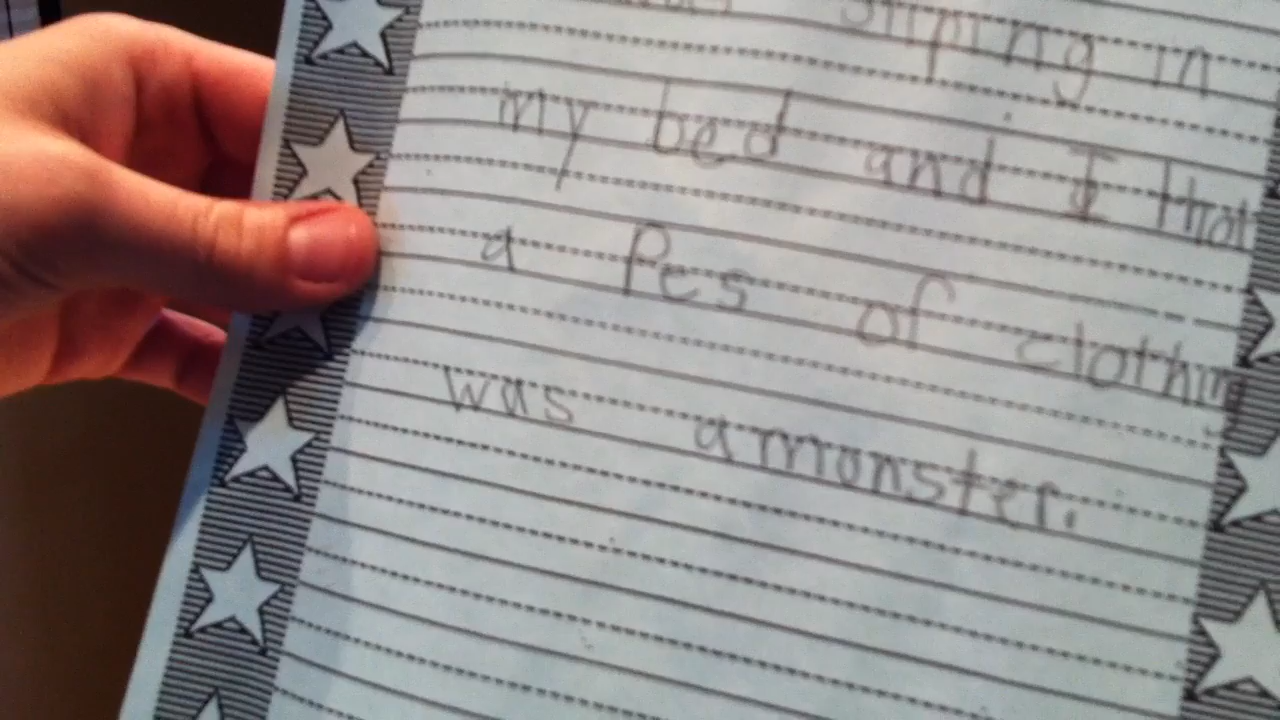 sliping in
my bed and I thot
a Pes of clothing
was a monster.